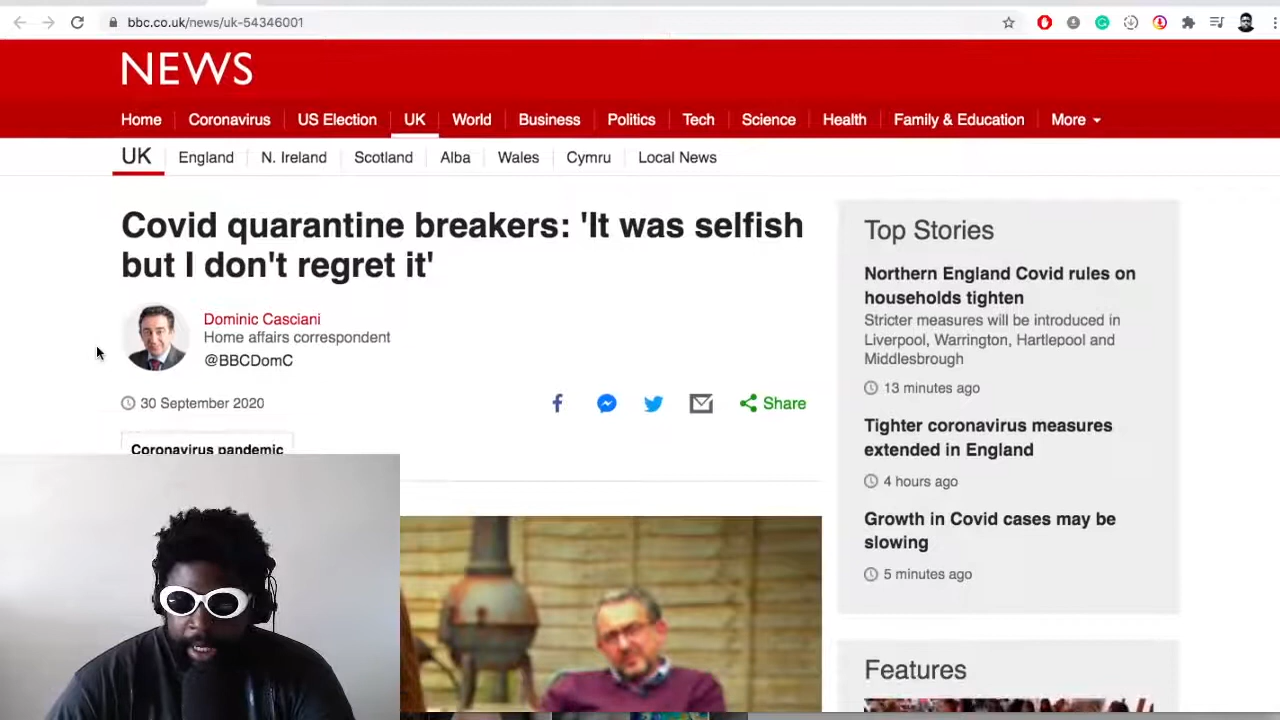 bbc.co.uk/news/uk-54346001
NEWS
Home Coronavirus US Election UK World Business Politics Tech Science Health Family & Education More
UK England N. Ireland Scotland Alba Wales Cymru Local News
Covid quarantine breakers: 'It was selfish
but I don't regret it'
Dominic Casciani
Home affairs correspondent
@BBCDomC
30 September 2020
Share
Coronavirus pandemic
Top Stories
Northern England Covid rules on
households tighten
Stricter measures will be introduced in
Liverpool, Warrington, Hartlepool and
Middlesbrough
13 minutes ago
Tighter coronavirus measures
extended in England
4 hours ago
Growth in Covid cases may be
slowing
5 minutes ago
Features